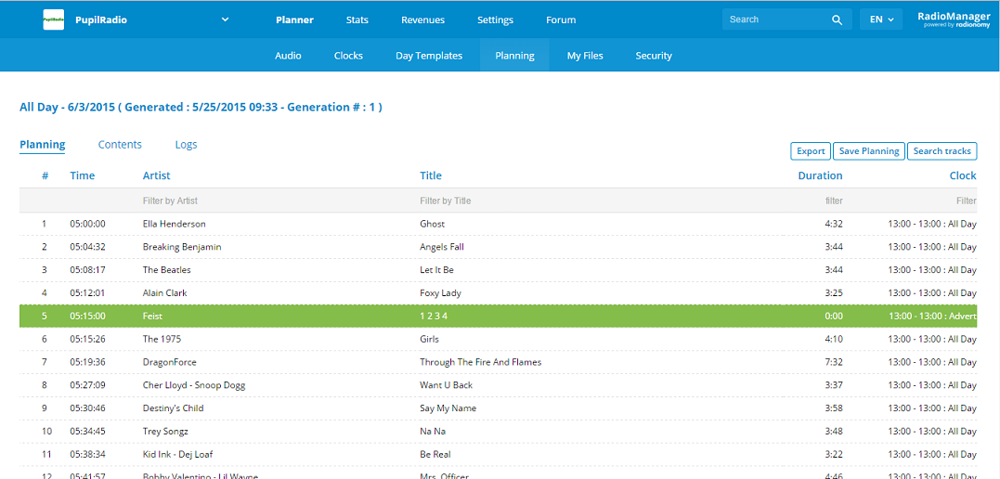 PupilRadio PupilRadio Planner Stats Revenues Settings Forum Search EN RadioManager
powered by radionomy
Audio Clocks Day Templates Planning My Files Security
All Day - 6/3/2015 ( Generated : 5/25/2015 09:33 - Generation # : 1 )
Planning Contents Logs
Export Save Planning Search tracks
# Time Artist Title Duration Clock
Filter by Artist Filter by Title filter Filter
1 05:00:00 Ella Henderson Ghost 4:32 13:00 - 13:00 : All Day
2 05:04:32 Breaking Benjamin Angels Fall 3:44 13:00 - 13:00 : All Day
3 05:08:17 The Beatles Let It Be 3:44 13:00 - 13:00 : All Day
4 05:12:01 Alain Clark Foxy Lady 3:25 13:00 - 13:00 : All Day
5 05:15:00 Feist 1 2 3 4 0:00 13:00 - 13:00 : Advert
6 05:15:26 The 1975 Girls 4:10 13:00 - 13:00 : All Day
7 05:19:36 DragonForce Through The Fire And Flames 7:32 13:00 - 13:00 : All Day
8 05:27:09 Cher Lloyd - Snoop Dogg Want U Back 3:37 13:00 - 13:00 : All Day
9 05:30:46 Destiny's Child Say My Name 3:58 13:00 - 13:00 : All Day
10 05:34:45 Trey Songz Na Na 3:48 13:00 - 13:00 : All Day
11 05:38:34 Kid Ink - Dej Loaf Be Real 3:22 13:00 - 13:00 : All Day
12 05:41:57 Bobby Valentino - Lil Wayne Mrs. Officer 4:46 13:00 - 13:00 : All Day